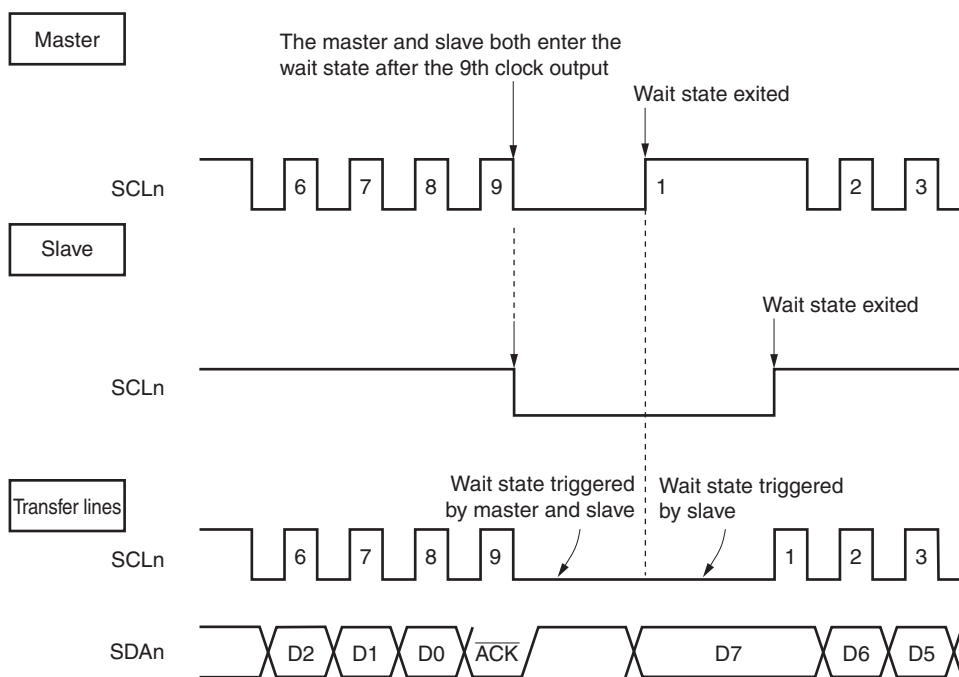 Master
The master and slave both enter the
wait state after the 9th clock output
Wait state exited
SCLn
6 7 8 9 1 2 3
Slave
Wait state exited
SCLn
Transfer lines
Wait state triggered
by master and slave
Wait state triggered
by slave
SCLn
6 7 8 9 1 2 3
SDAn
D2 D1 D0 A̅C̅K̅ D7 D6 D5